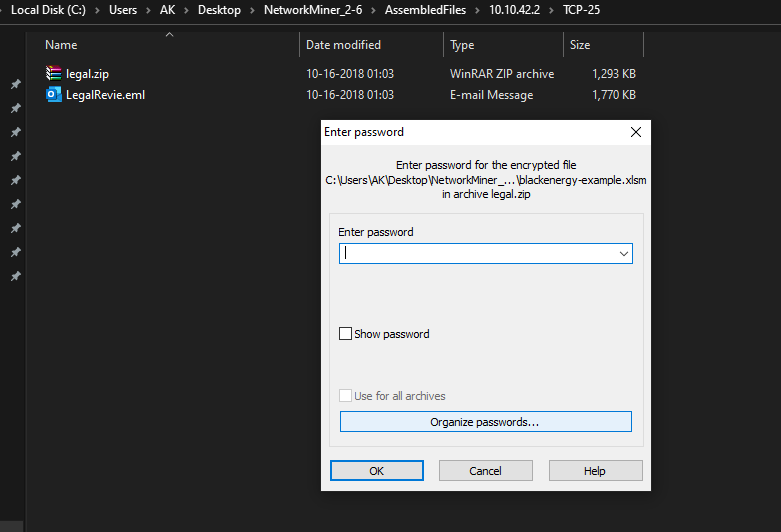 Local Disk (C:) > Users > AK > Desktop > NetworkMiner_2-6 > AssembledFiles > 10.10.42.2 > TCP-25
Name Date modified Type Size
legal.zip 10-16-2018 01:03 WinRAR ZIP archive 1,293 KB
LegalRevie.eml 10-16-2018 01:03 E-mail Message 1,770 KB
Enter password
Enter password for the encrypted file
C:\Users\AK\Desktop\NetworkMiner_...\blackenergy-example.xlsm
in archive legal.zip
Enter password
Show password
Use for all archives
Organize passwords...
OK Cancel Help